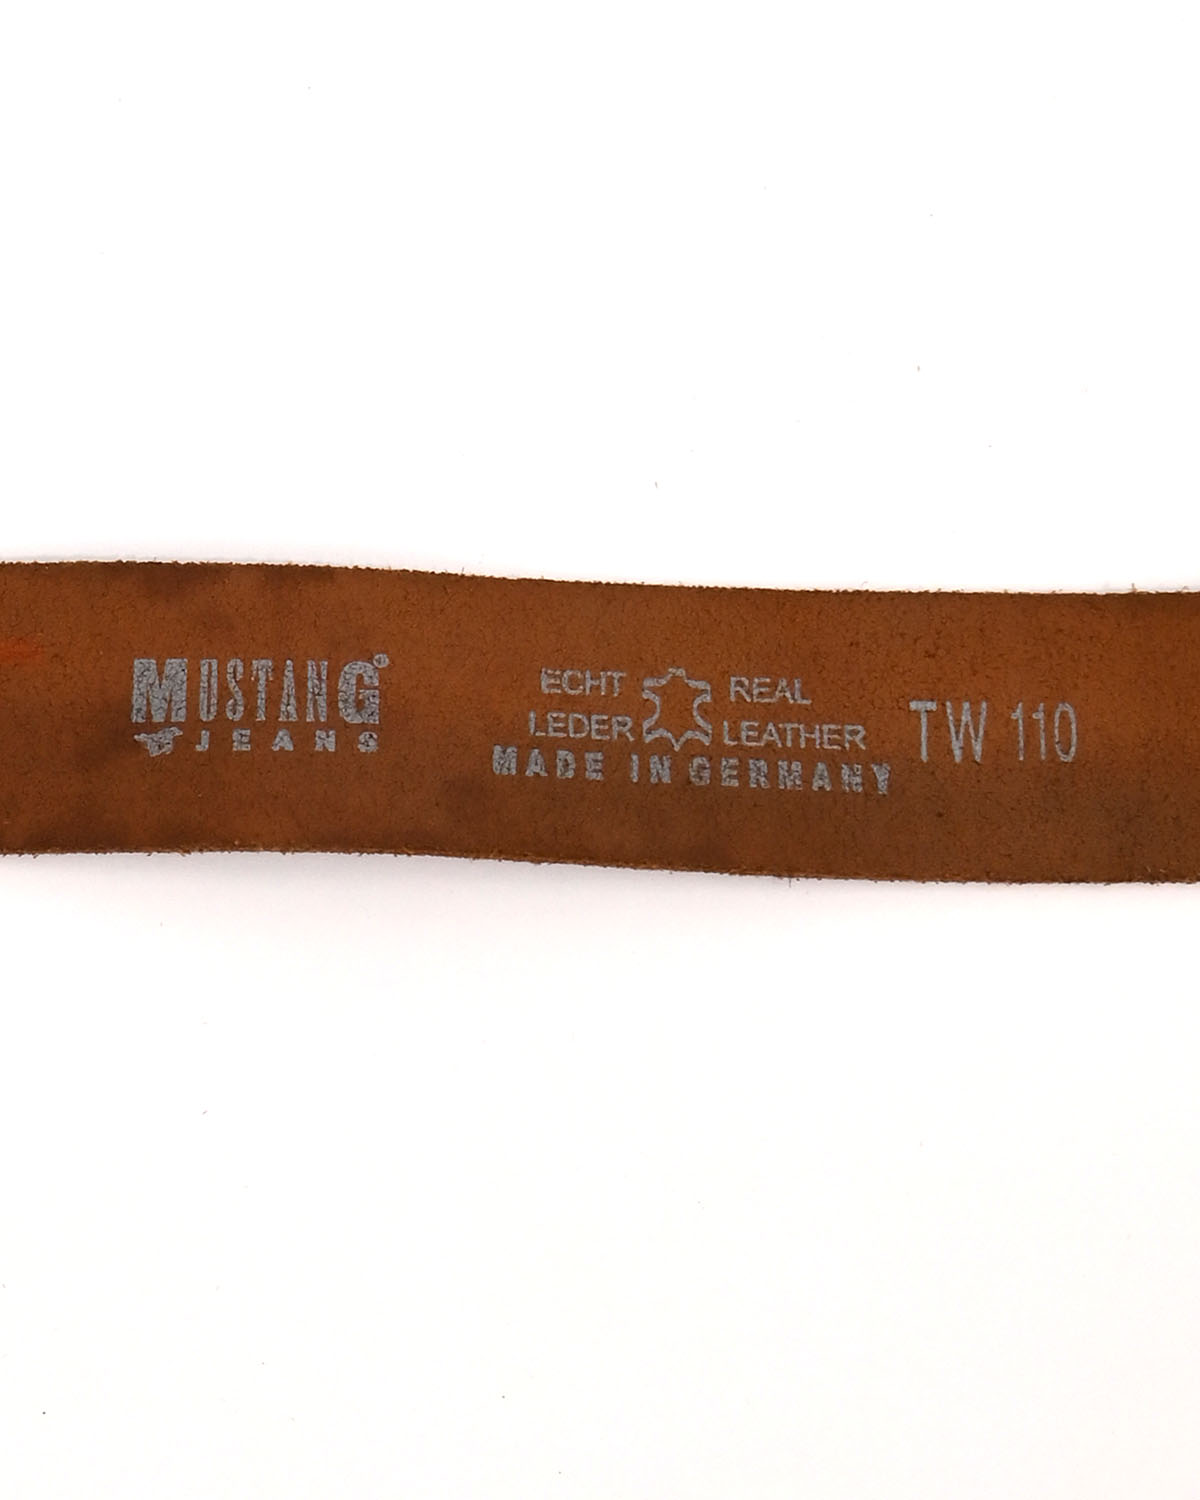 MUSTANG®
JEANS
ECHT REAL
LEDER LEATHER
MADE IN GERMANY
TW 110